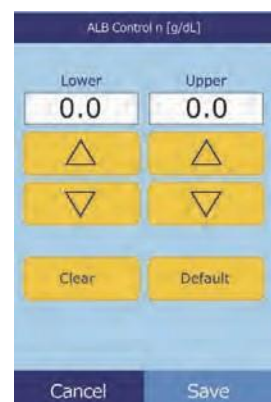 ALB Control n [g/dL]
Lower Upper
0.0 0.0
Clear Default
Cancel Save